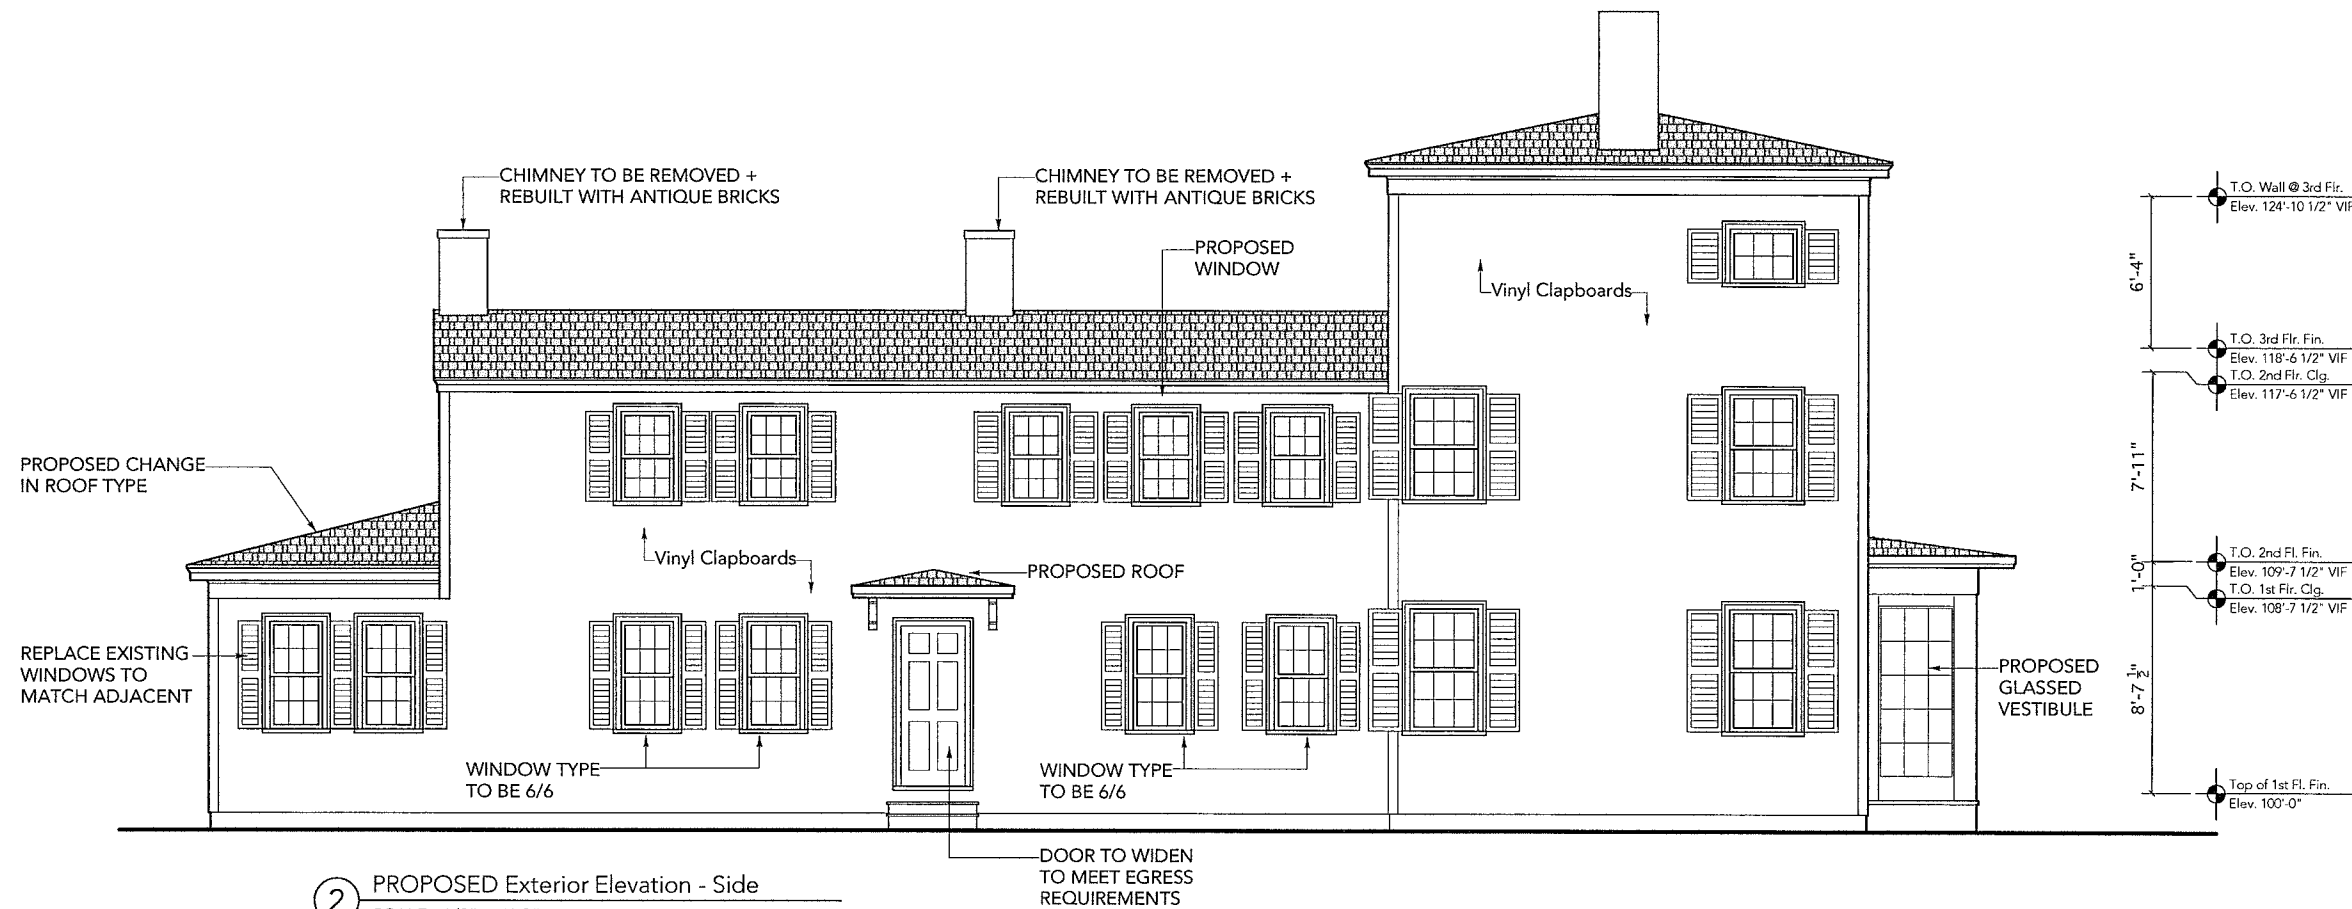 CHIMNEY TO BE REMOVED +
REBUILT WITH ANTIQUE BRICKS
CHIMNEY TO BE REMOVED +
REBUILT WITH ANTIQUE BRICKS
PROPOSED
WINDOW
Vinyl Clapboards
PROPOSED CHANGE
IN ROOF TYPE
Vinyl Clapboards
PROPOSED ROOF
REPLACE EXISTING
WINDOWS TO
MATCH ADJACENT
WINDOW TYPE
TO BE 6/6
WINDOW TYPE
TO BE 6/6
PROPOSED
GLASSED
VESTIBULE
DOOR TO WIDEN
TO MEET EGRESS
REQUIREMENTS
T.O. Wall @ 3rd Flr.
Elev. 124'-10 1/2" VIF
6'-4"
T.O. 3rd Flr. Fin.
Elev. 118'-6 1/2" VIF
T.O. 2nd Flr. Clg.
Elev. 117'-6 1/2" VIF
7'-11"
T.O. 2nd Fl. Fin.
Elev. 109'-7 1/2" VIF
1'-0"
T.O. 1st Flr. Clg.
Elev. 108'-7 1/2" VIF
8'-7 1/2"
Top of 1st Fl. Fin.
Elev. 100'-0"
2
PROPOSED Exterior Elevation - Side